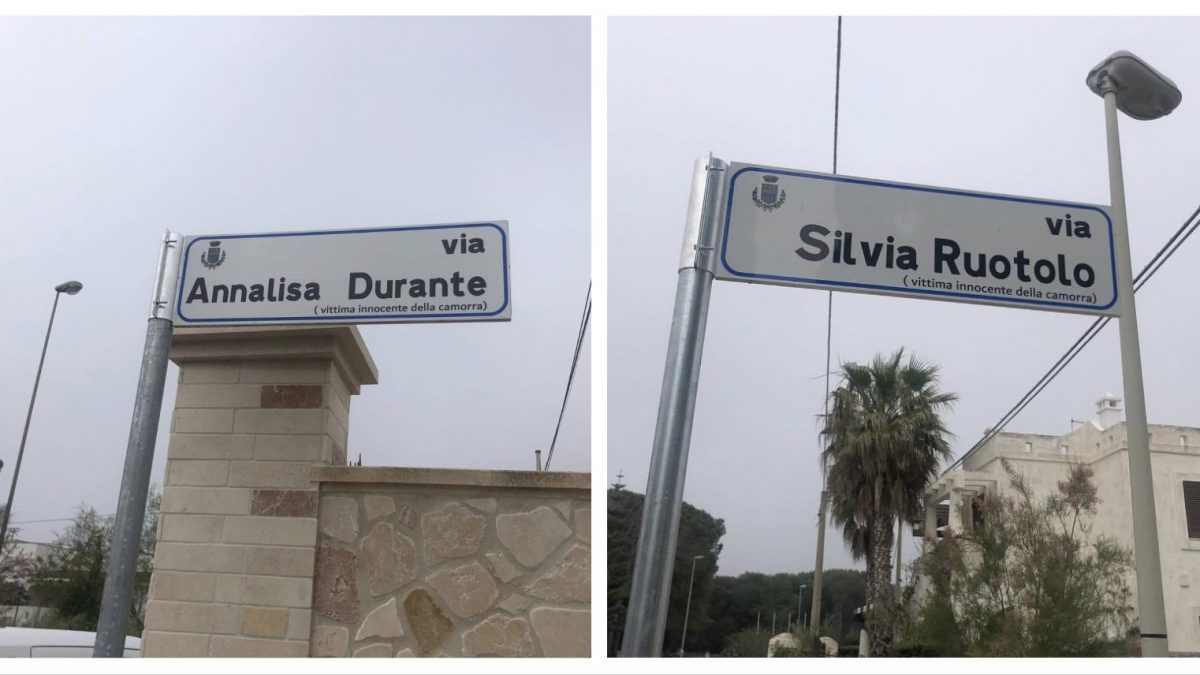 via
Annalisa Durante
( vittima innocente della camorra)
via
Silvia Ruotolo
( vittima innocente della camorra)